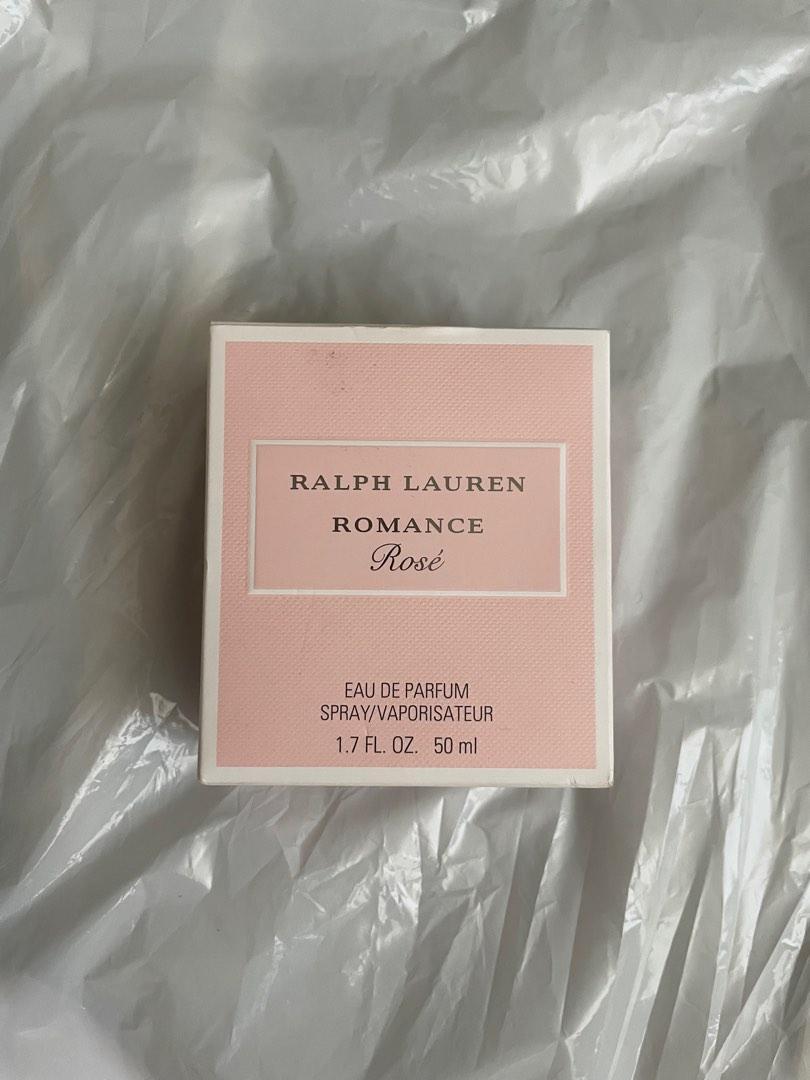 RALPH LAUREN
ROMANCE
Rosé
EAU DE PARFUM
SPRAY/VAPORISATEUR
1.7 FL. OZ. 50 ml